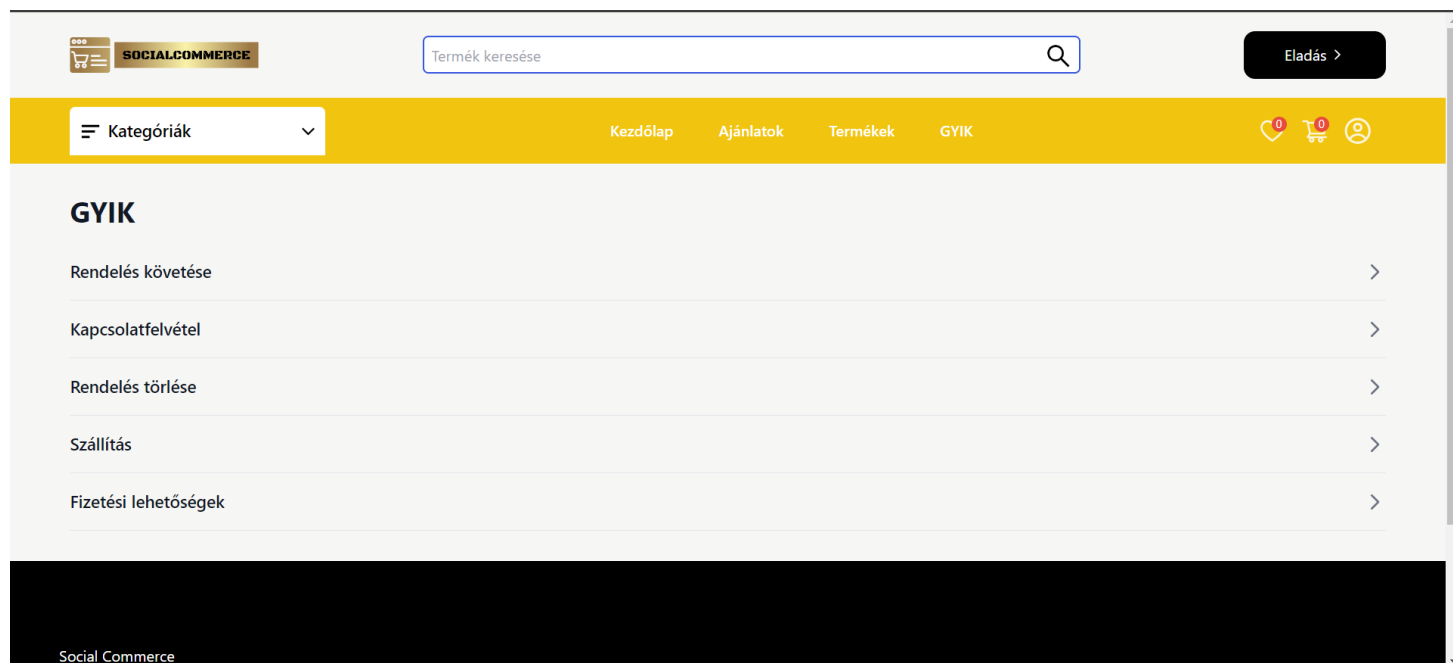 SOCIALCOMMERCE
Termék keresése
Eladás
Kategóriák
Kezdőlap Ajánlatok Termékek GYIK
0 0
GYIK
Rendelés követése
Kapcsolatfelvétel
Rendelés törlése
Szállítás
Fizetési lehetőségek
Social Commerce